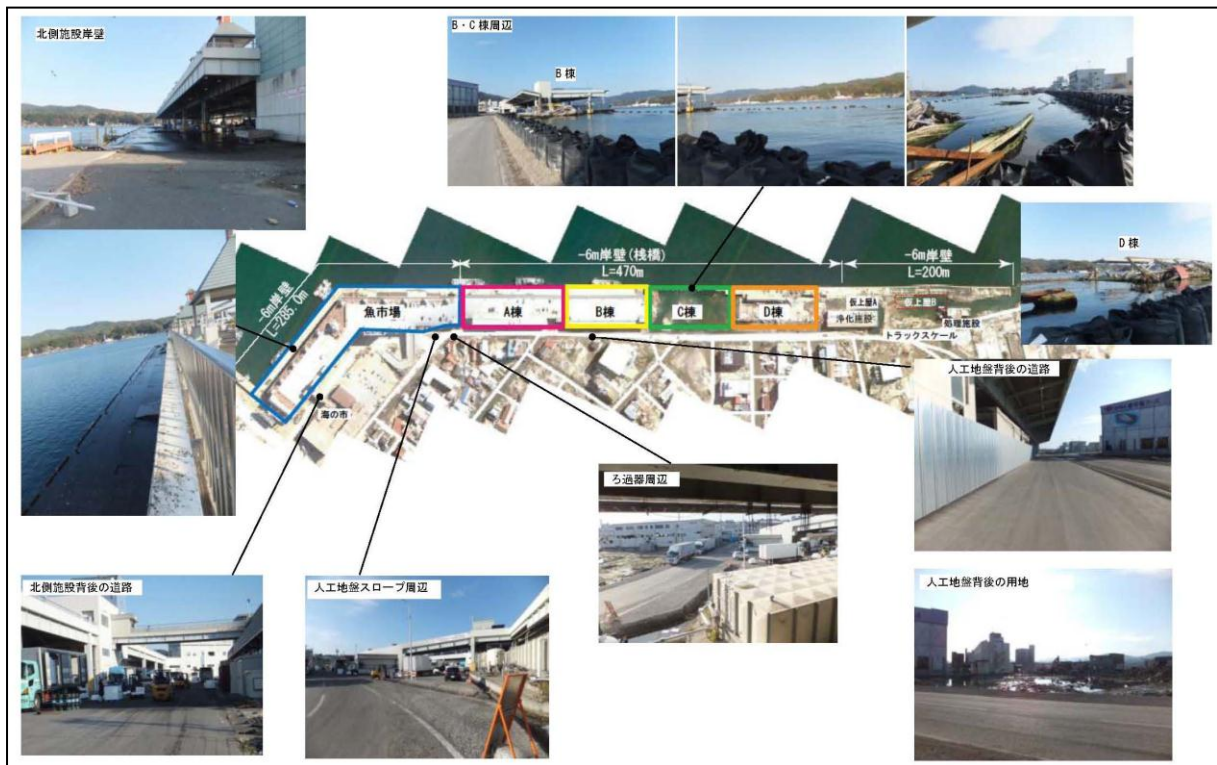 北側施設岸壁
B・C棟周辺
B棟
D棟
-6m岸壁(桟橋)
L=470m
-6m岸壁
L=200m
-6m岸壁
L=285.0m
魚市場
A棟
B棟
C棟
D棟
仮上屋A
浄化施設
仮上屋B
処理施設
トラックスケール
海の市
人工地盤背後の道路
ろ過器周辺
北側施設背後の道路
人工地盤スロープ周辺
人工地盤背後の用地